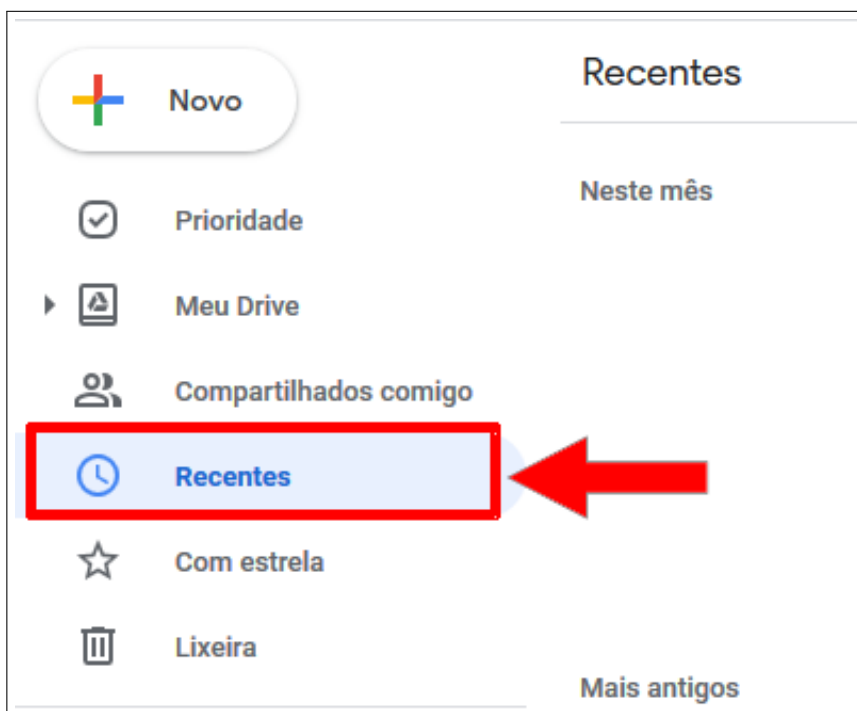 Novo
Prioridade
Meu Drive
Compartilhados comigo
Recentes
Com estrela
Lixeira
Recentes
Neste mês
Mais antigos